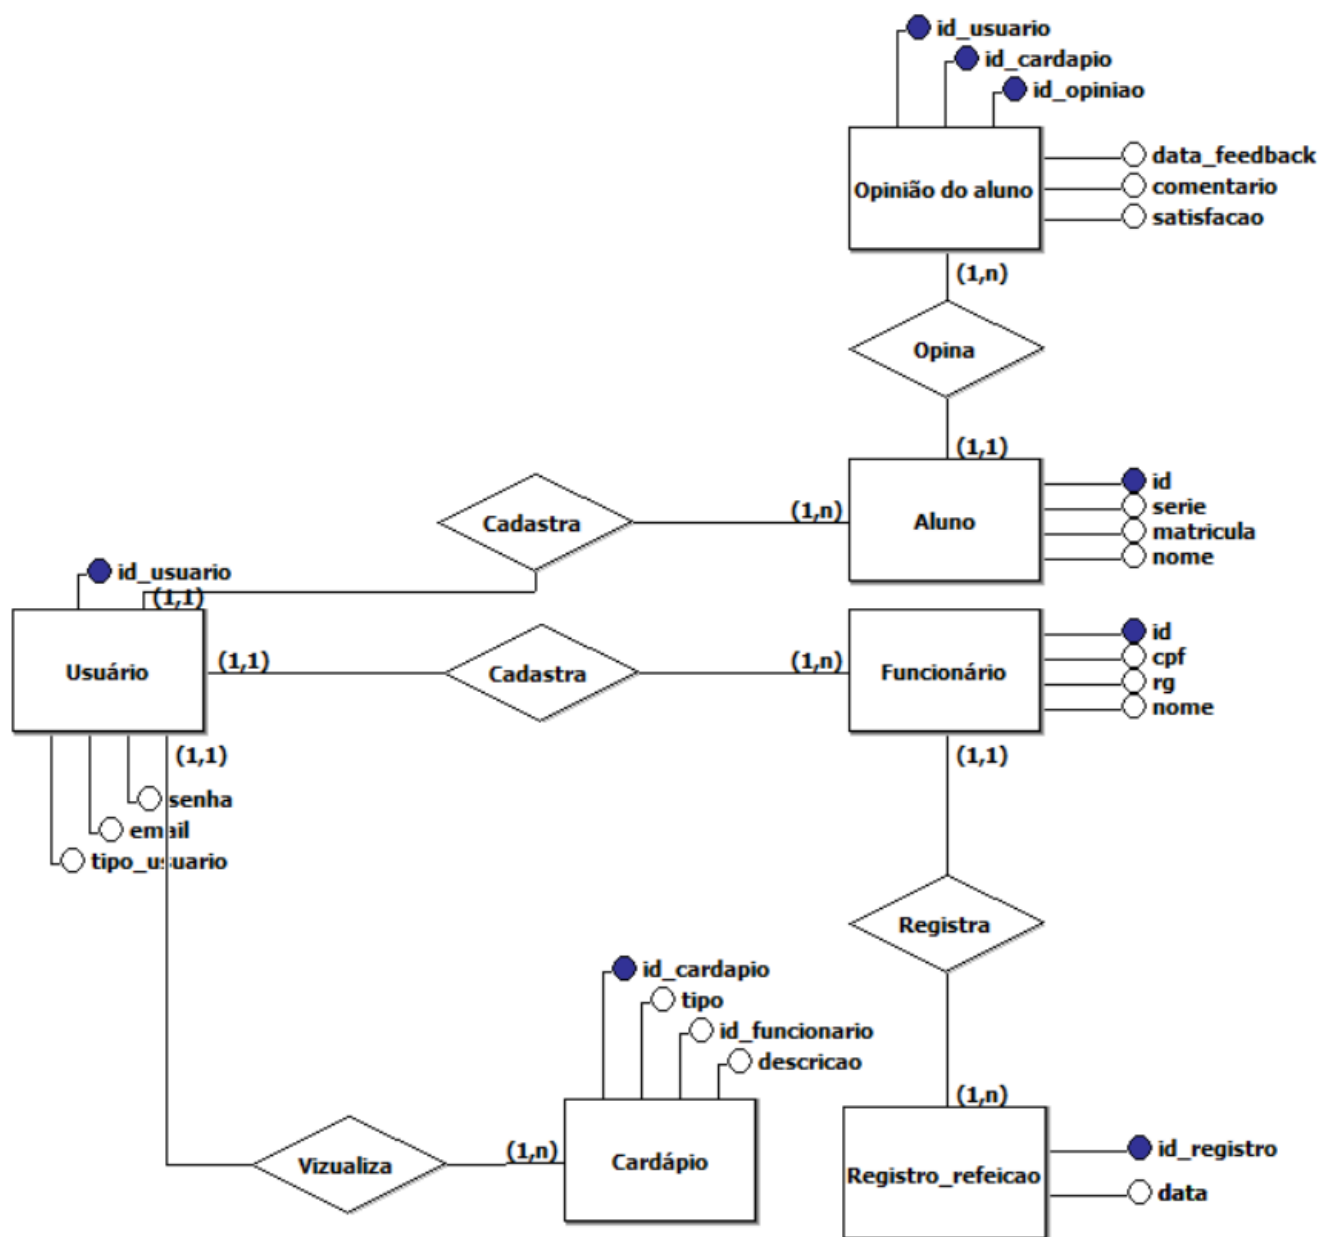 id_usuario
id_cardapio
id_opiniao
Opinião do aluno
data_feedback
comentario
satisfacao
(1,n)
Opina
(1,1)
Cadastra
(1,n)
Aluno
id
serie
matricula
nome
id_usuario
(1,1)
Usuário
(1,1)
Cadastra
(1,n)
Funcionário
id
cpf
rg
nome
(1,1)
(1,1)
senha
email
tipo_usuario
Registra
id_cardapio
tipo
id_funcionario
descricao
(1,n)
Vizualiza
(1,n)
Cardápio
Registro_refeicao
id_registro
data